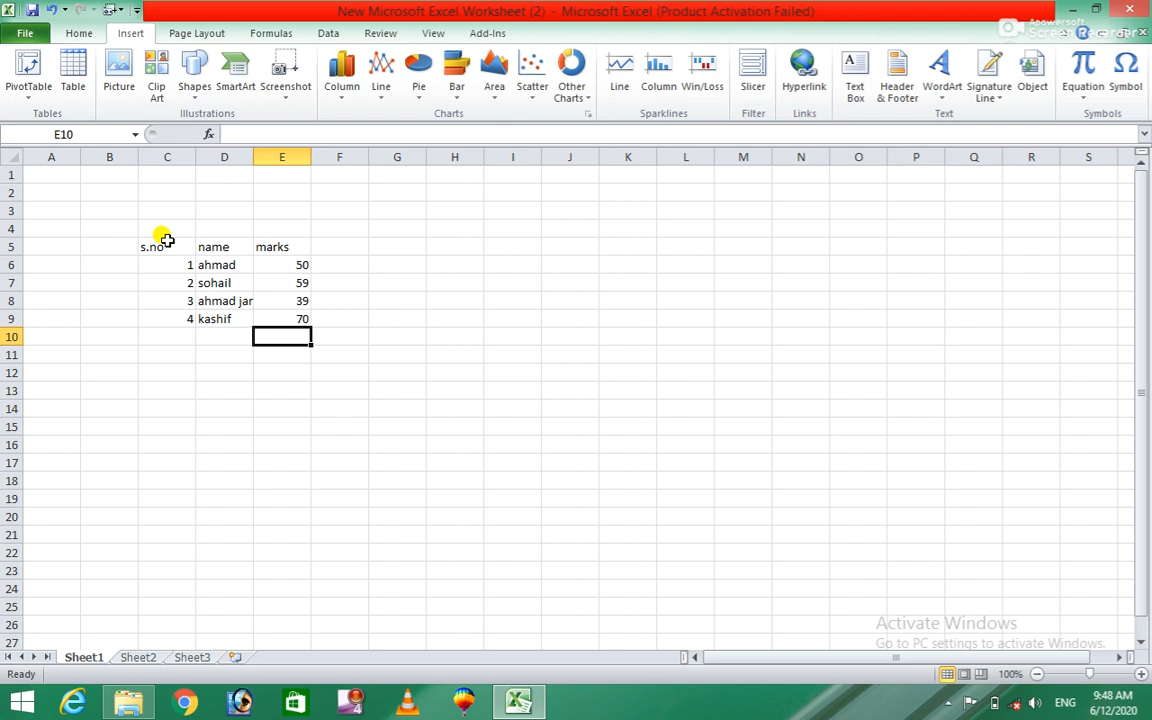 New Microsoft Excel Worksheet (2) - Microsoft Excel (Product Activation Failed)
Apowersoft
File Home Insert Page Layout Formulas Data Review View Add-Ins
PivotTable Table Picture Clip Art Shapes SmartArt Screenshot Column Line Pie Bar Area Scatter Other Charts Line Column Win/Loss Slicer Hyperlink Text Box Header & Footer WordArt Signature Line Object Equation Symbol
Tables Illustrations Charts Sparklines Filter Links Text Symbols
E10 fx
A B C D E F G H I J K L M N O P Q R S
1
2
3
4
5 s.no name marks
6 1 ahmad 50
7 2 sohail 59
8 3 ahmad jan 39
9 4 kashif 70
10
11
12
13
14
15
16
17
18
19
20
21
22
23
24
25
26
27
Activate Windows
Go to PC settings to activate Windows.
Sheet1 Sheet2 Sheet3
Ready 100%
ENG 9:48 AM
6/12/2020